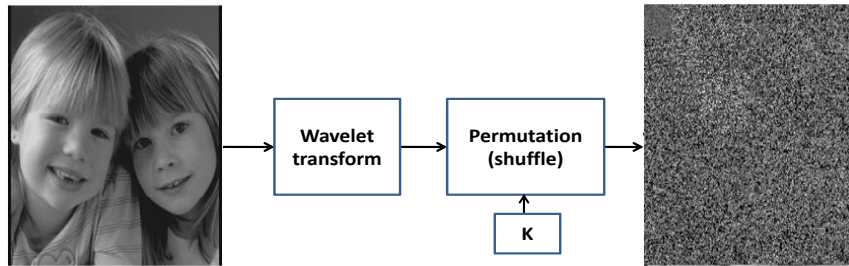 Wavelet
transform
Permutation
(shuffle)
K